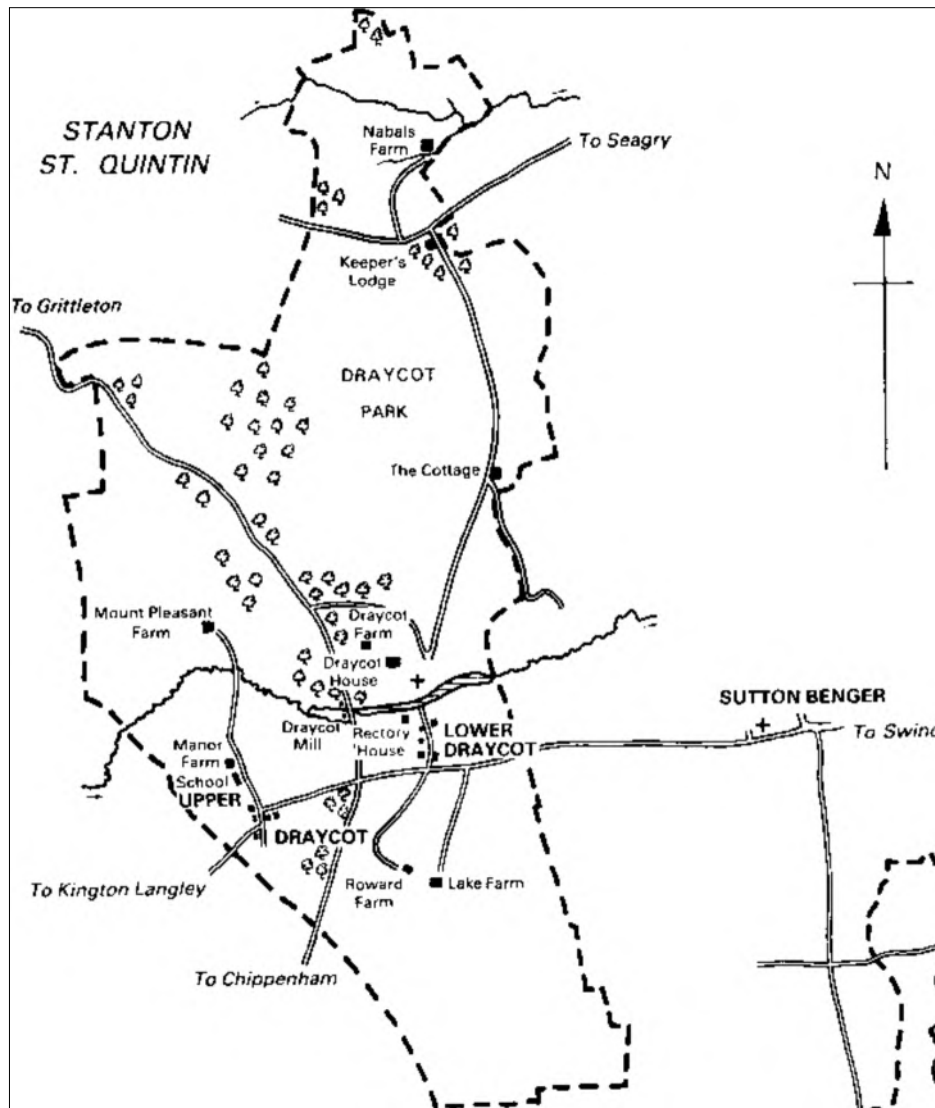 STANTON
ST. QUINTIN
Nabals
Farm
To Seagry
N
Keeper's
Lodge
To Grittleton
DRAYCOT
PARK
The Cottage
Mount Pleasant
Farm
Draycot
Farm
Draycot
House
SUTTON BENGER
Draycot
Mill
Rectory
House
LOWER
DRAYCOT
To Swind
Manor
Farm
School
UPPER
DRAYCOT
To Kington Langley
Roward
Farm
Lake Farm
To Chippenham